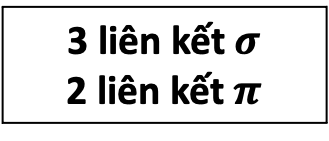 3 liên kết σ
2 liên kết π